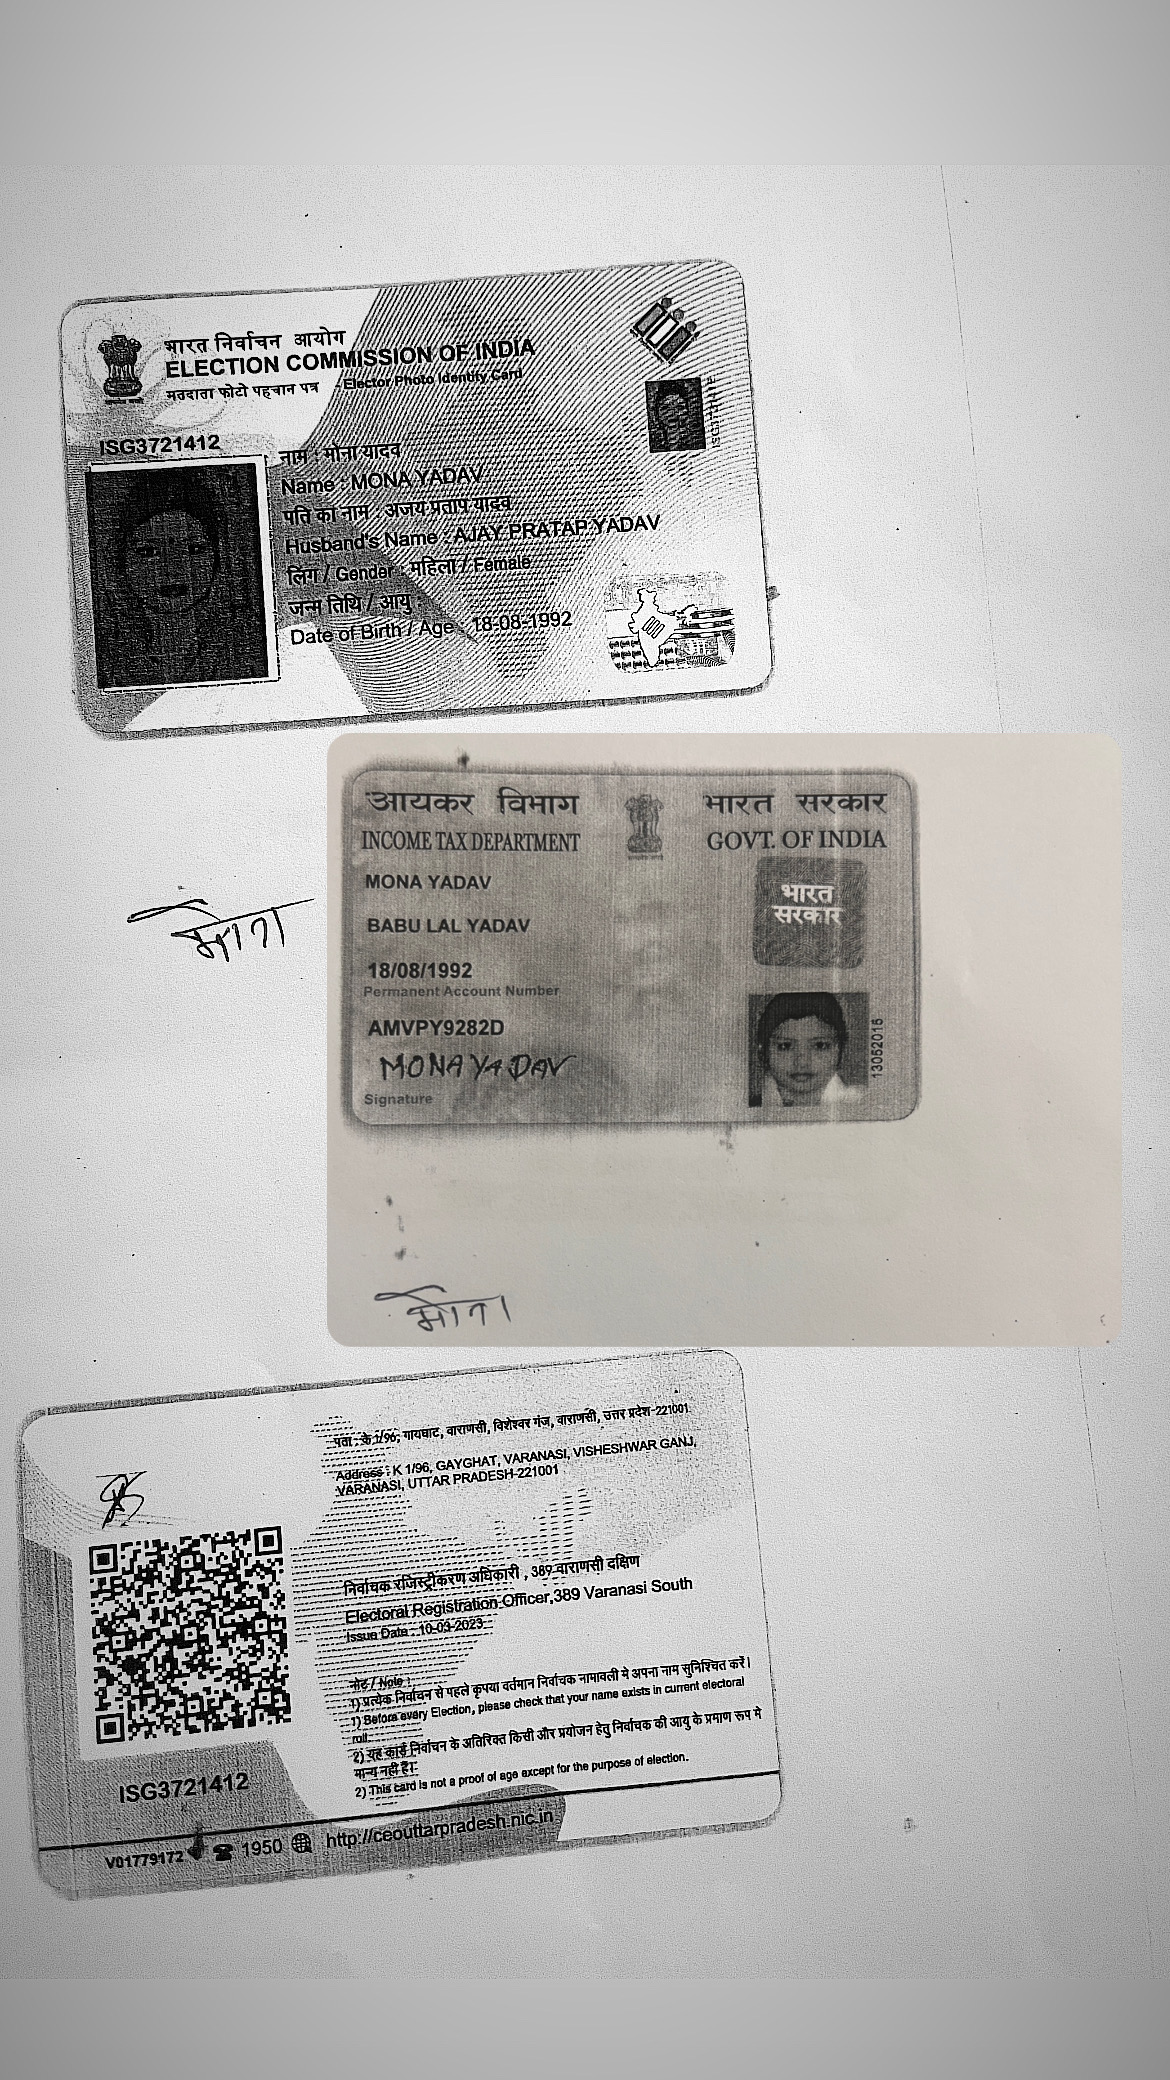 भारत निर्वाचन आयोग
ELECTION COMMISSION OF INDIA
मतदाता फोटो पहचान पत्र - Elector Photo Identity Card
ISG3721412
ISG3721412
नाम : मोना यादव
Name : MONA YADAV
पति का नाम : अजय प्रताप यादव
Husband's Name : AJAY PRATAP YADAV
लिंग / Gender : महिला / Female
जन्म तिथि / आयु :
Date of Birth / Age : 18-08-1992
आयकर विभाग भारत सरकार
INCOME TAX DEPARTMENT GOVT. OF INDIA
MONA YADAV
भारत
सरकार
BABU LAL YADAV
18/08/1992
Permanent Account Number
AMVPY9282D
MONA YADAV
Signature
13052015
मोना
मोना
पता : के 1/96, गायघाट, वाराणसी, विशेश्वर गंज, वाराणसी, उत्तर प्रदेश-221001
Address : K 1/96, GAYGHAT, VARANASI, VISHESHWAR GANJ,
VARANASI, UTTAR PRADESH-221001
निर्वाचक रजिस्ट्रीकरण अधिकारी , 389 वाराणसी दक्षिण
Electoral Registration Officer,389 Varanasi South
Issue Date : 10-03-2023
नोट / Note :
1) प्रत्येक निर्वाचन से पहले कृपया वर्तमान निर्वाचक नामावली मे अपना नाम सुनिश्चित करें।
1) Before every Election, please check that your name exists in current electoral
roll.
2) यह कार्ड निर्वाचन के अतिरिक्त किसी और प्रयोजन हेतु निर्वाचक की आयु के प्रमाण रूप मे
मान्य नही हैं।
2) This card is not a proof of age except for the purpose of election.
ISG3721412
V01779172 1950 http://ceouttarpradesh.nic.in